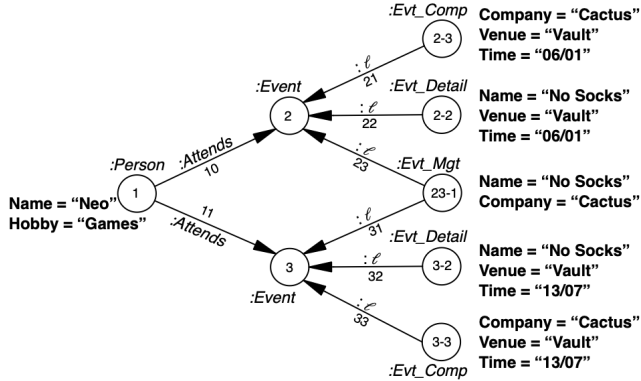 :Evt_Comp
Company = “Cactus”
Venue = “Vault”
Time = “06/01”
2-3
: ℓ
21
:Event
:Evt_Detail
2
2-2
: ℓ
22
Name = “No Socks”
Venue = “Vault”
Time = “06/01”
:Person
:Attends
10
: ℓ
23
:Evt_Mgt
1
23-1
Name = “No Socks”
Company = “Cactus”
Name = “Neo”
Hobby = “Games”
11
:Attends
: ℓ
31
:Evt_Detail
3
: ℓ
32
3-2
Name = “No Socks”
Venue = “Vault”
Time = “13/07”
:Event
: ℓ
33
3-3
Company = “Cactus”
Venue = “Vault”
Time = “13/07”
:Evt_Comp